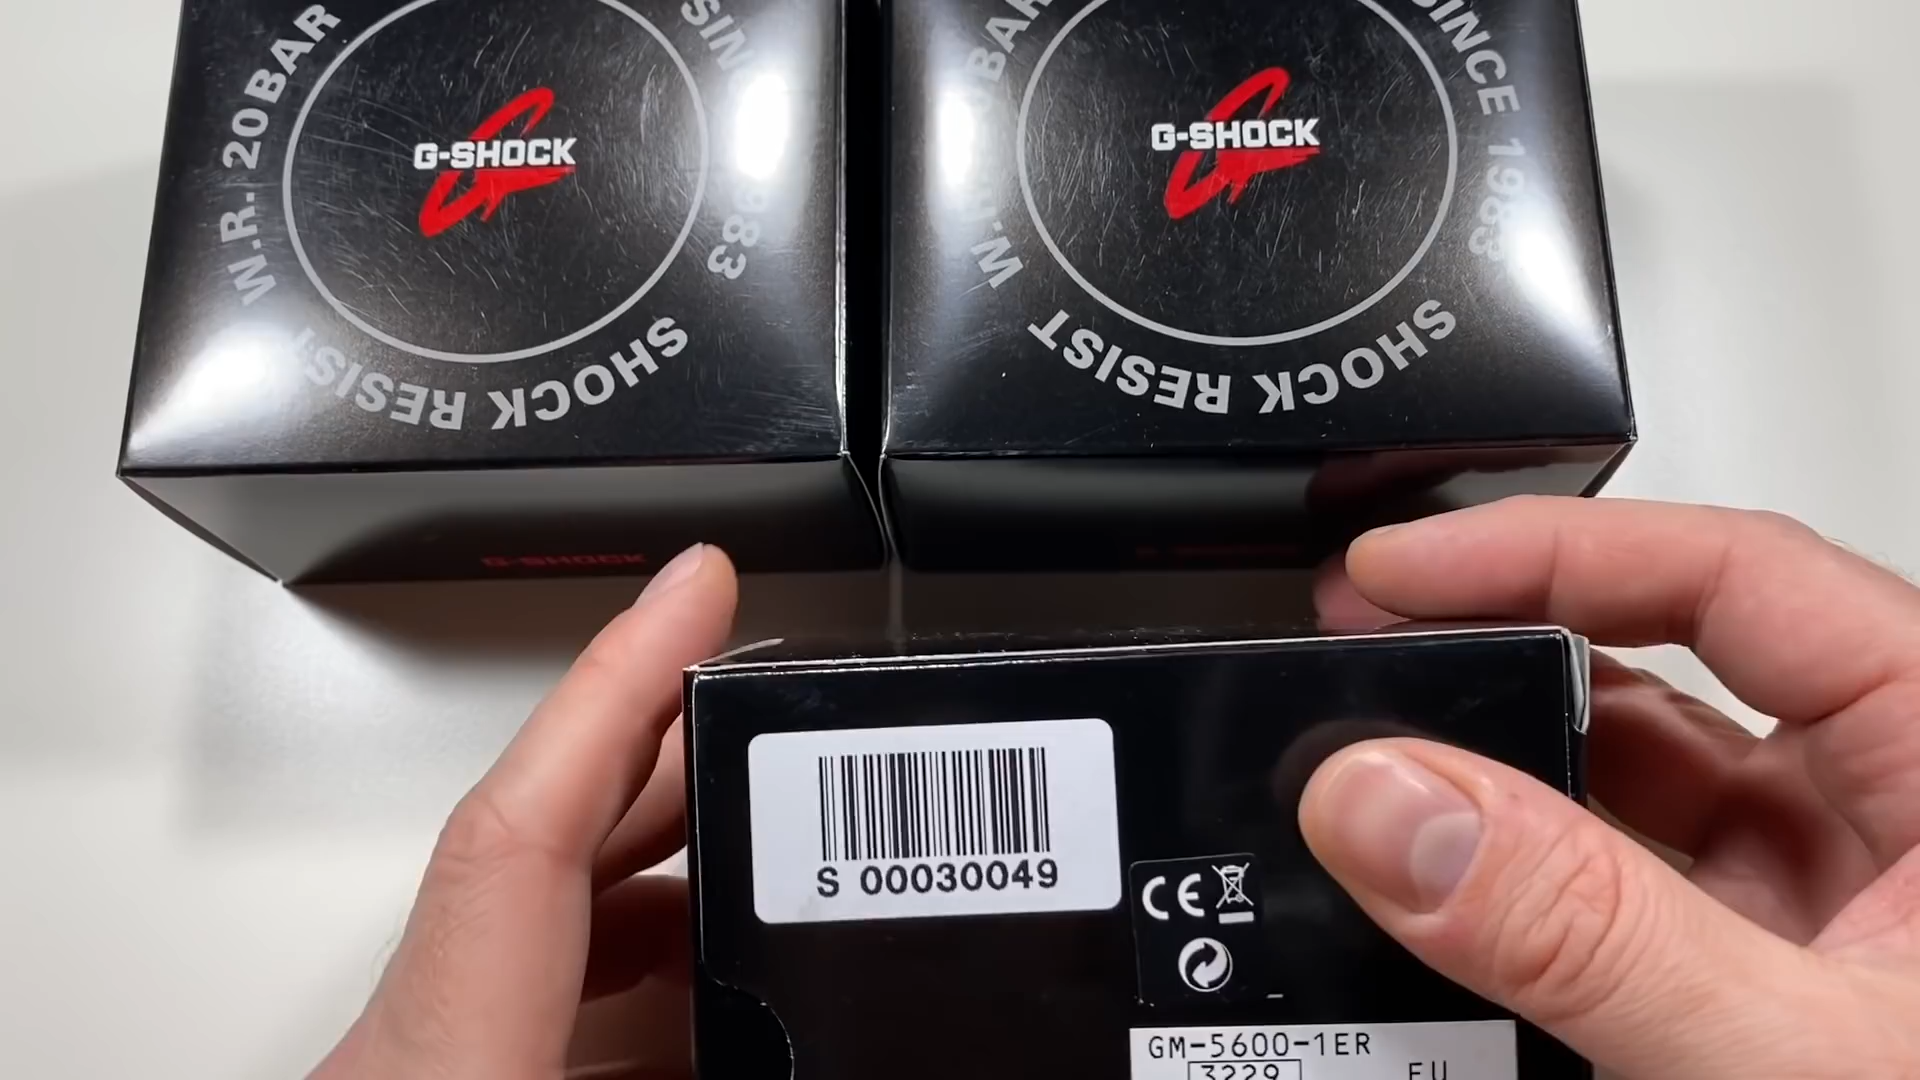 W.R. 20BAR
SINCE 1983
SHOCK RESIST
G-SHOCK
G-SHOCK
W.R. 20BAR
SINCE 1983
SHOCK RESIST
G-SHOCK
S 00030049
CE
GM-5600-1ER
3229 EU